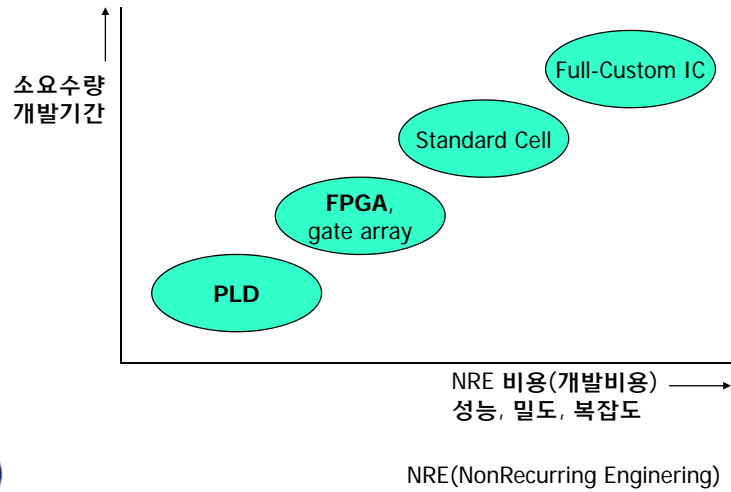 소요수량
개발기간
Full-Custom IC
Standard Cell
FPGA,
gate array
PLD
NRE 비용(개발비용)
성능, 밀도, 복잡도
NRE(NonRecurring Enginering)